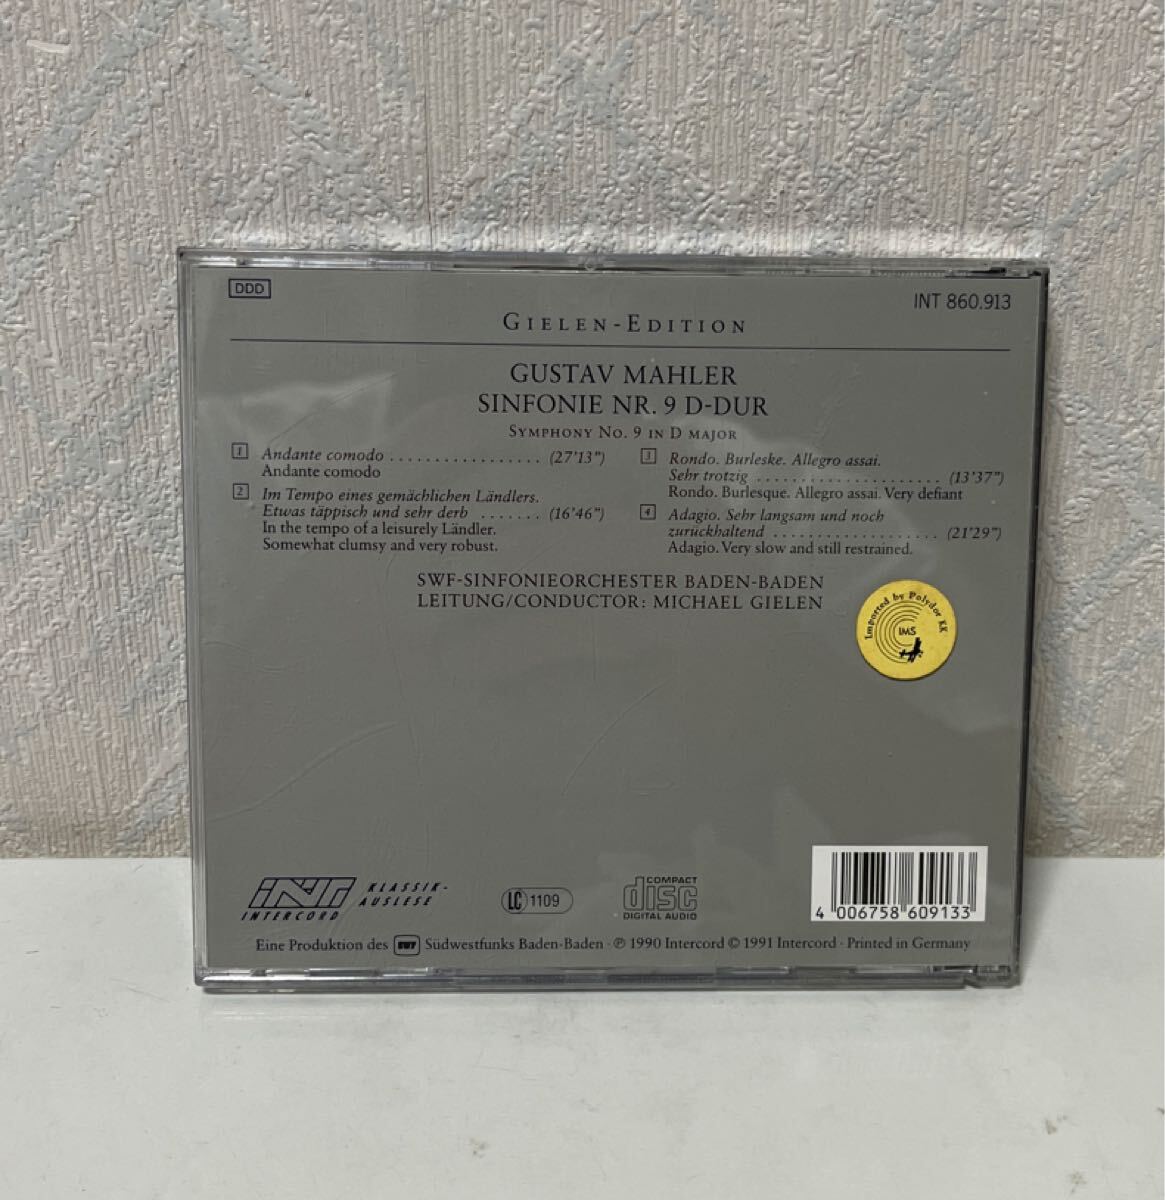 DDD
INT 860.913
GIELEN-EDITION
GUSTAV MAHLER
SINFONIE NR. 9 D-DUR
SYMPHONY NO. 9 IN D MAJOR
1 Andante comodo . . . . . . . . . . . . . . . . . (27'13")
Andante comodo
2 Im Tempo eines gemächlichen Ländlers.
Etwas täppisch und sehr derb . . . . . . . (16'46")
In the tempo of a leisurely Ländler.
Somewhat clumsy and very robust.
3 Rondo. Burleske. Allegro assai.
Sehr trotzig . . . . . . . . . . . . . . . . . . . . . (13'37")
Rondo. Burlesque. Allegro assai. Very defiant
4 Adagio. Sehr langsam und noch
zurückhaltend . . . . . . . . . . . . . . . . . . . (21'29")
Adagio. Very slow and still restrained.
SWF-SINFONIEORCHESTER BADEN-BADEN
LEITUNG/CONDUCTOR: MICHAEL GIELEN
Imported by Polydor KK
IMS
INT
INTERCORD
KLASSIK-
AUSLESE
LC 1109
COMPACT
disc
DIGITAL AUDIO
4 006758 609133
Eine Produktion des SWF Südwestfunks Baden-Baden · ℗ 1990 Intercord © 1991 Intercord · Printed in Germany